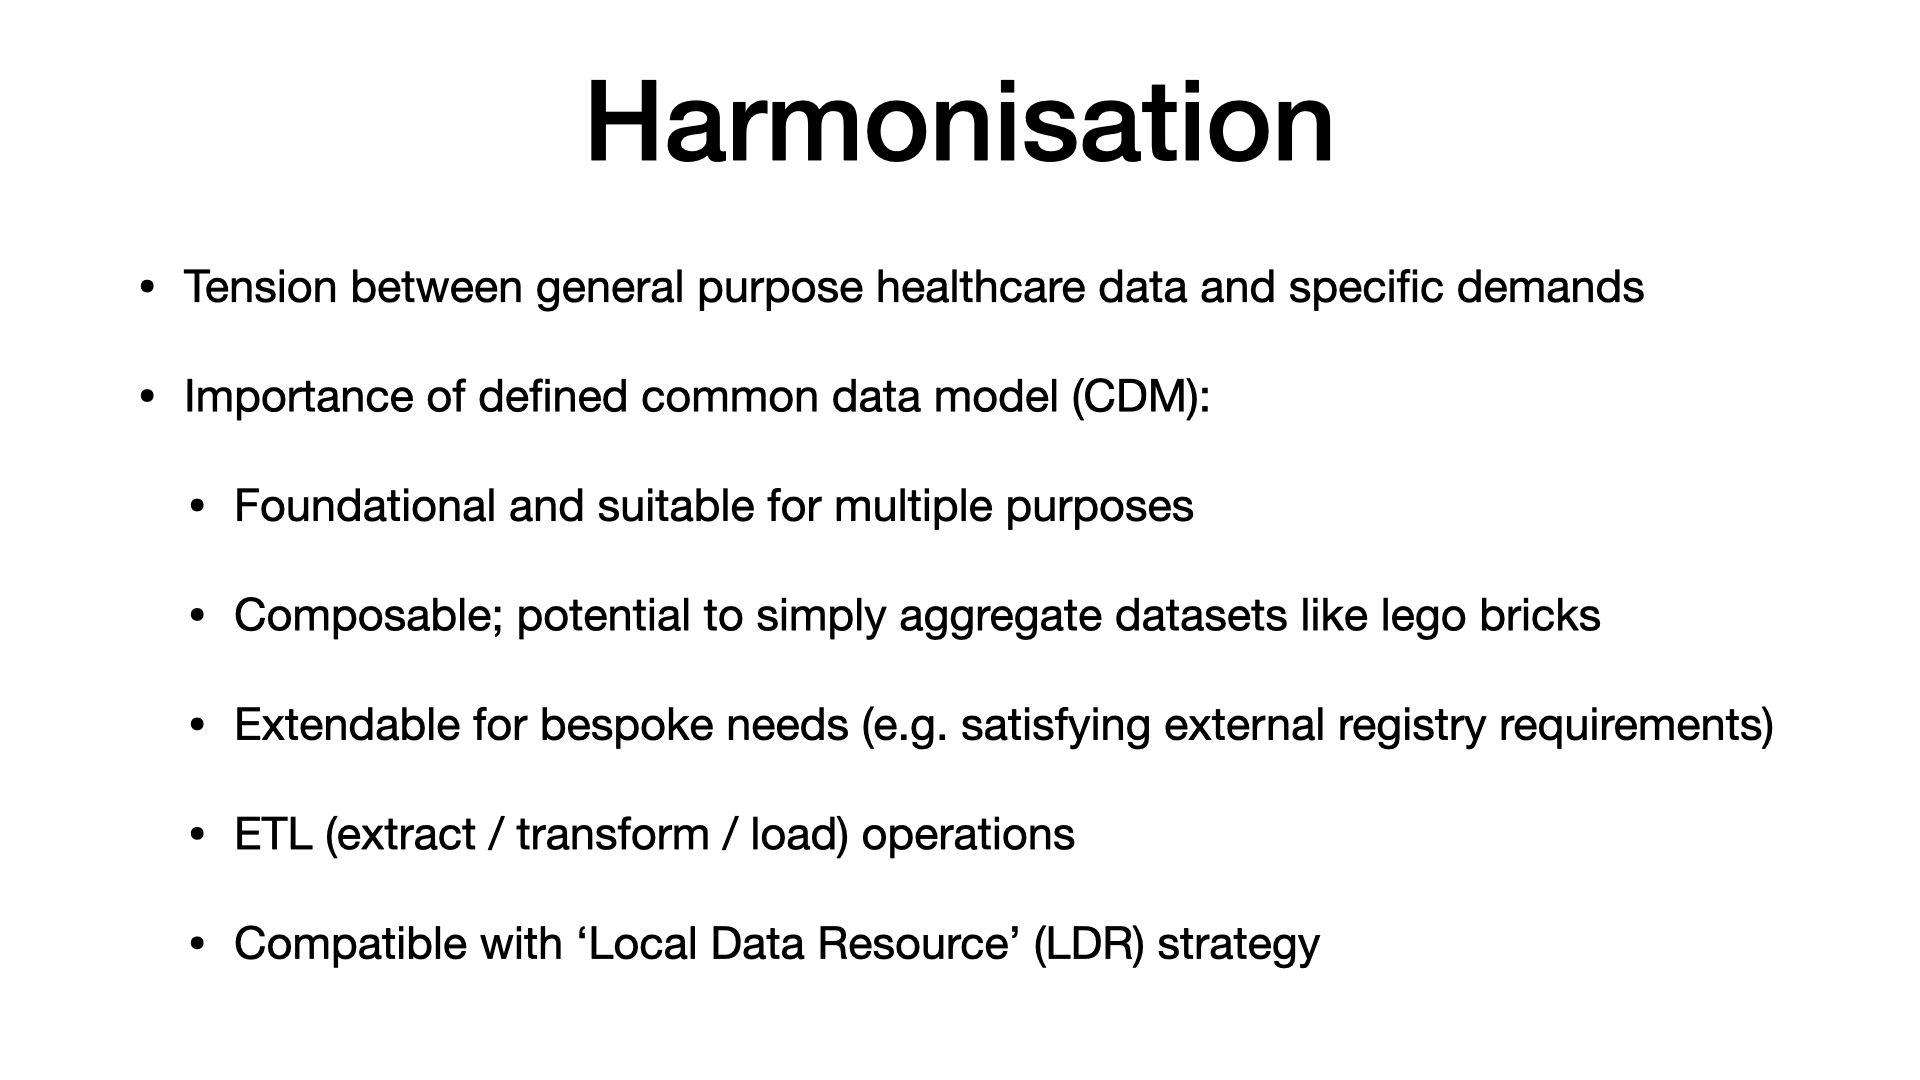 Harmonisation
• Tension between general purpose healthcare data and specific demands
• Importance of defined common data model (CDM):
• Foundational and suitable for multiple purposes
• Composable; potential to simply aggregate datasets like lego bricks
• Extendable for bespoke needs (e.g. satisfying external registry requirements)
• ETL (extract / transform / load) operations
• Compatible with ‘Local Data Resource’ (LDR) strategy